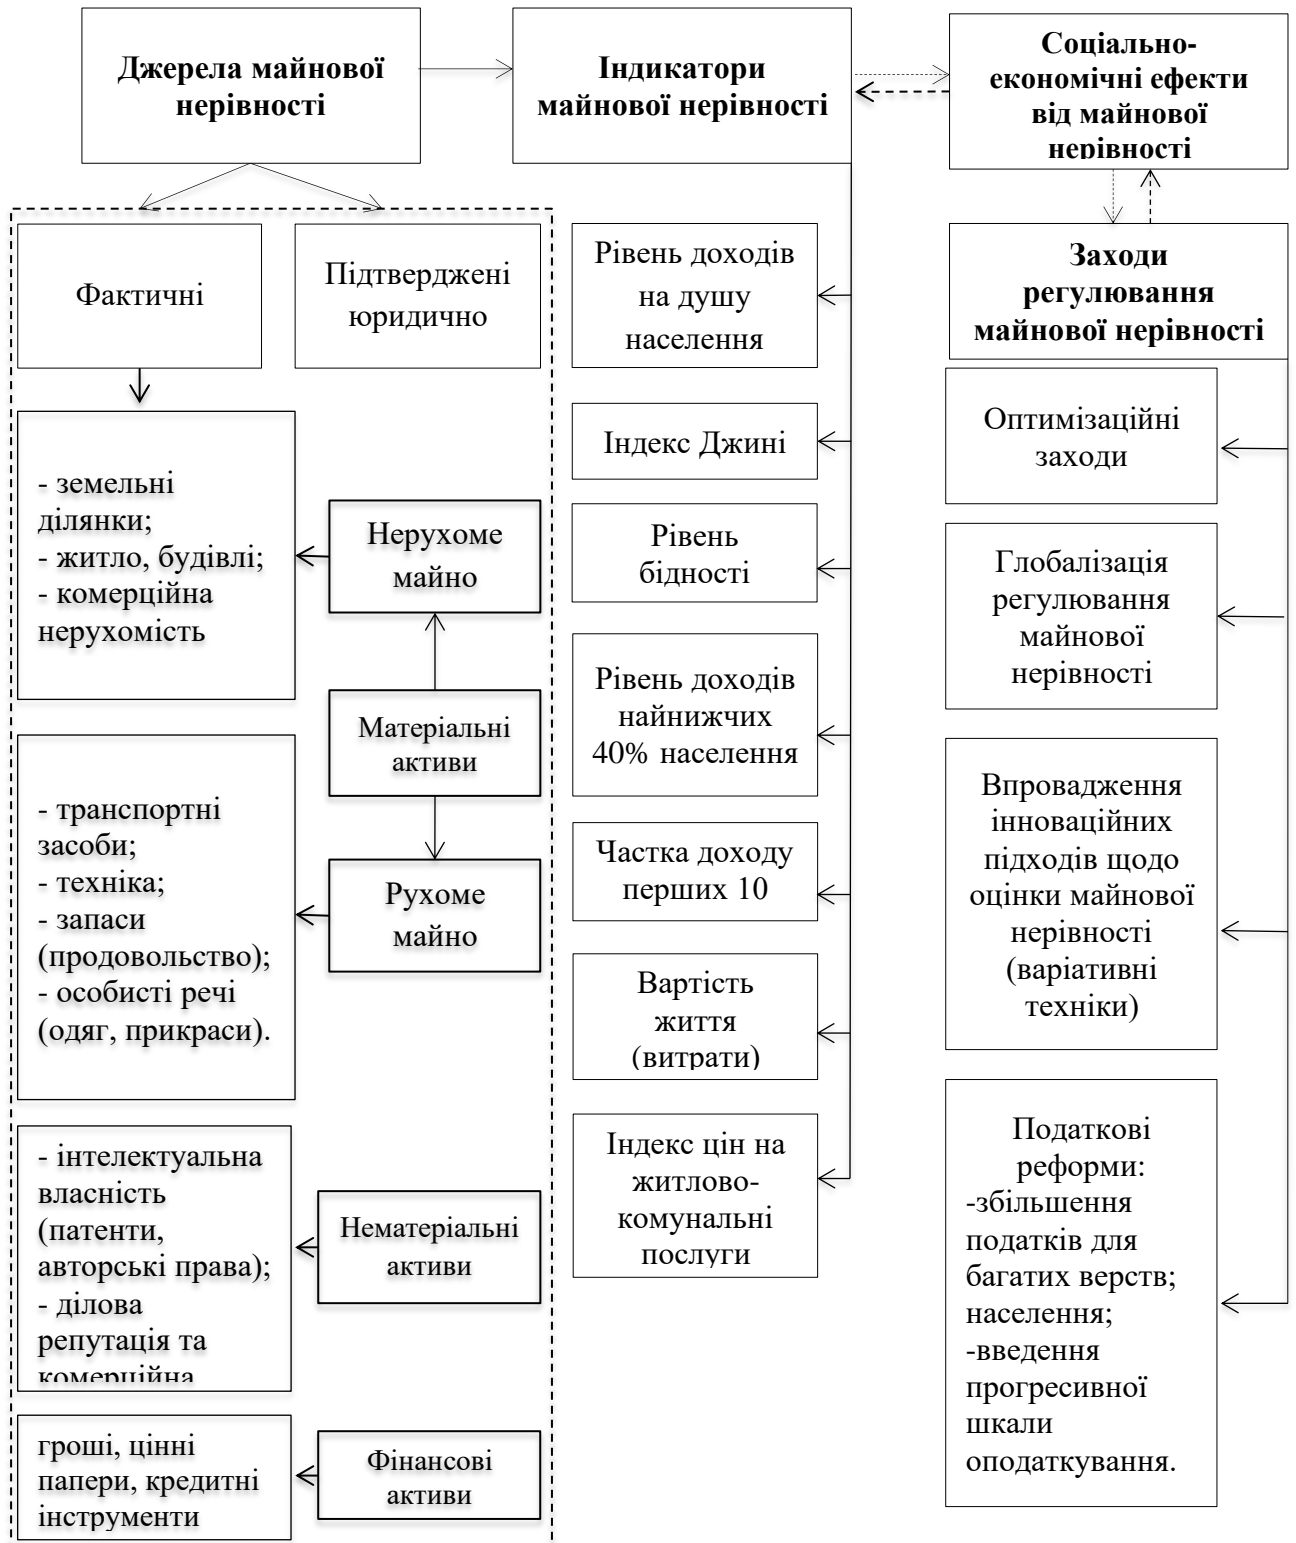 Джерела майнової
нерівності
Індикатори
майнової нерівності
Соціально-
економічні ефекти
від майнової
нерівності
Фактичні
Підтверджені
юридично
- земельні
ділянки;
- житло, будівлі;
- комерційна
нерухомість
Нерухоме
майно
Матеріальні
активи
- транспортні
засоби;
- техніка;
- запаси
(продовольство);
- особисті речі
(одяг, прикраси).
Рухоме
майно
- інтелектуальна
власність
(патенти,
авторські права);
- ділова
репутація та
комерційна
Нематеріальні
активи
гроші, цінні
папери, кредитні
інструменти
Фінансові
активи
Рівень доходів
на душу
населення
Індекс Джині
Рівень
бідності
Рівень доходів
найнижчих
40% населення
Частка доходу
перших 10
Вартість
життя
(витрати)
Індекс цін на
житлово-
комунальні
послуги
Заходи
регулювання
майнової нерівності
Оптимізаційні
заходи
Глобалізація
регулювання
майнової
нерівності
Впровадження
інноваційних
підходів щодо
оцінки майнової
нерівності
(варіативні
техніки)
Податкові
реформи:
-збільшення
податків для
багатих верств;
населення;
-введення
прогресивної
шкали
оподаткування.